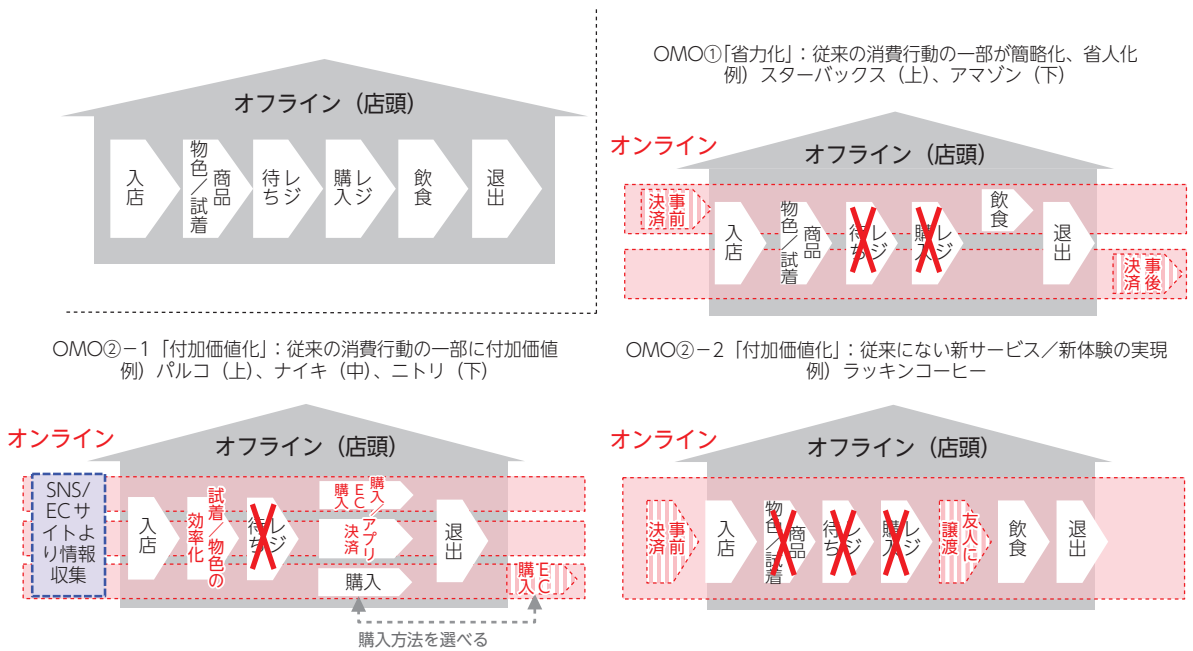 オフライン（店頭）
入店
商品
物色／試着
レジ
待ち
レジ
購入
飲食
退出
OMO①「省力化」：従来の消費行動の一部が簡略化、省人化
例）スターバックス（上）、アマゾン（下）
オンライン
オフライン（店頭）
事前
決済
入店
商品
物色／試着
レジ
待ち
レジ
購入
飲食
退出
事後
決済
OMO②－1「付加価値化」：従来の消費行動の一部に付加価値
例）パルコ（上）、ナイキ（中）、ニトリ（下）
オンライン
オフライン（店頭）
SNS/
ECサ
イトよ
り情報
収集
入店
試着／物色の
効率化
レジ
待ち
EC
購入
購入／アプリ
決済
購入
退出
EC
購入
購入方法を選べる
OMO②－2「付加価値化」：従来にない新サービス／新体験の実現
例）ラッキンコーヒー
オンライン
オフライン（店頭）
事前
決済
入店
商品
物色／試着
レジ
待ち
レジ
購入
友人に
譲渡
飲食
退出